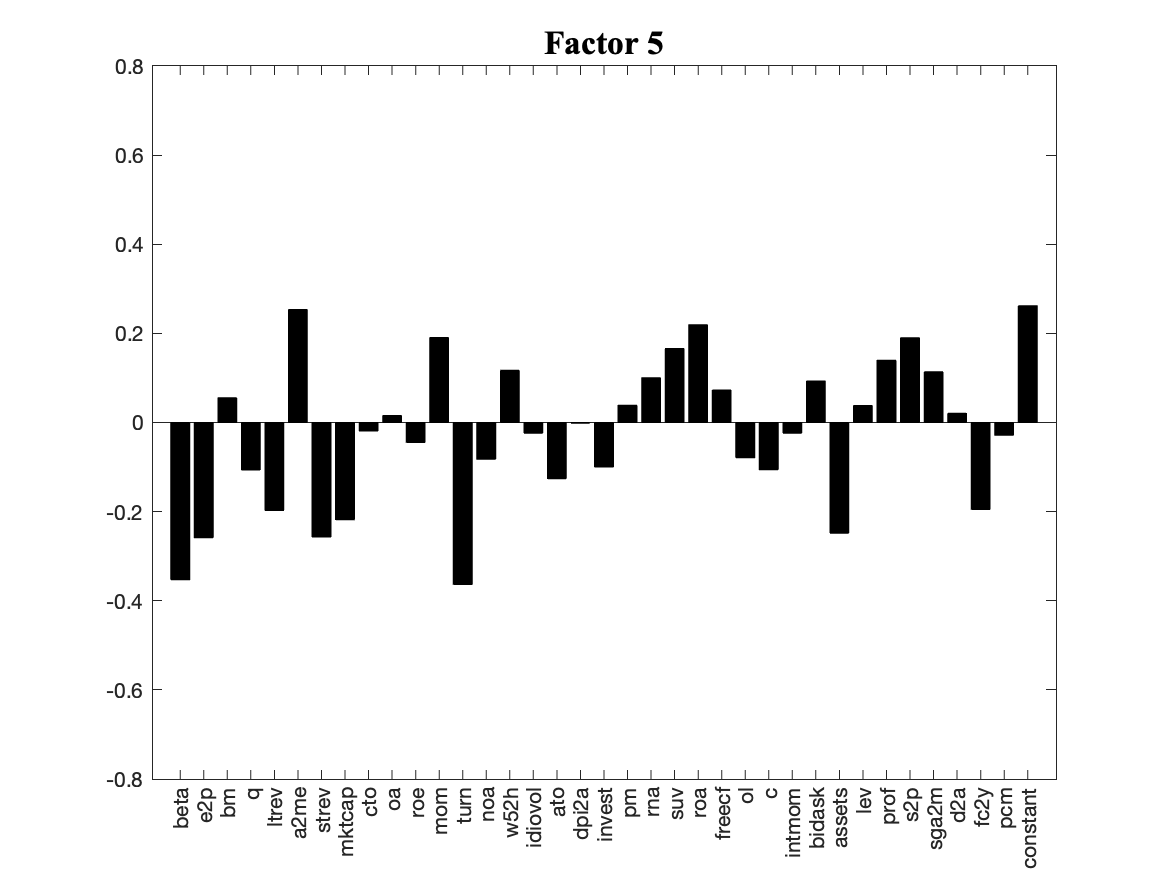 Factor 5
0.8
0.6
0.4
0.2
0
-0.2
-0.4
-0.6
-0.8
beta
e2p
bm
q
ltrev
a2me
strev
mktcap
cto
oa
roe
mom
turn
noa
w52h
idiovol
ato
dpi2a
invest
pm
rna
suv
roa
freecf
ol
c
intmom
bidask
assets
lev
prof
s2p
sga2m
d2a
fc2y
pcm
constant